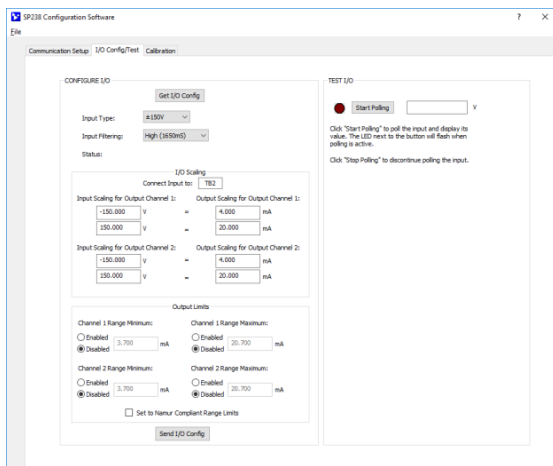 SP238 Configuration Software
File
Communication Setup I/O Config/Test Calibration
CONFIGURE I/O
Get I/O Config
Input Type: ±150V
Input Filtering: High (1650mS)
Status:
I/O Scaling
Connect Input to: TB2
Input Scaling for Output Channel 1: Output Scaling for Output Channel 1:
-150.000 V = 4.000 mA
150.000 V = 20.000 mA
Input Scaling for Output Channel 2: Output Scaling for Output Channel 2:
-150.000 V = 4.000 mA
150.000 V = 20.000 mA
Output Limits
Channel 1 Range Minimum: Channel 1 Range Maximum:
Enabled Enabled
Disabled 3.700 mA Disabled 20.700 mA
Channel 2 Range Minimum: Channel 2 Range Maximum:
Enabled Enabled
Disabled 3.700 mA Disabled 20.700 mA
Set to Namur Compliant Range Limits
Send I/O Config
TEST I/O
Start Polling V
Click "Start Polling" to poll the input and display its
value. The LED next to the button will flash when
polling is active.
Click "Stop Polling" to discontinue polling the input.